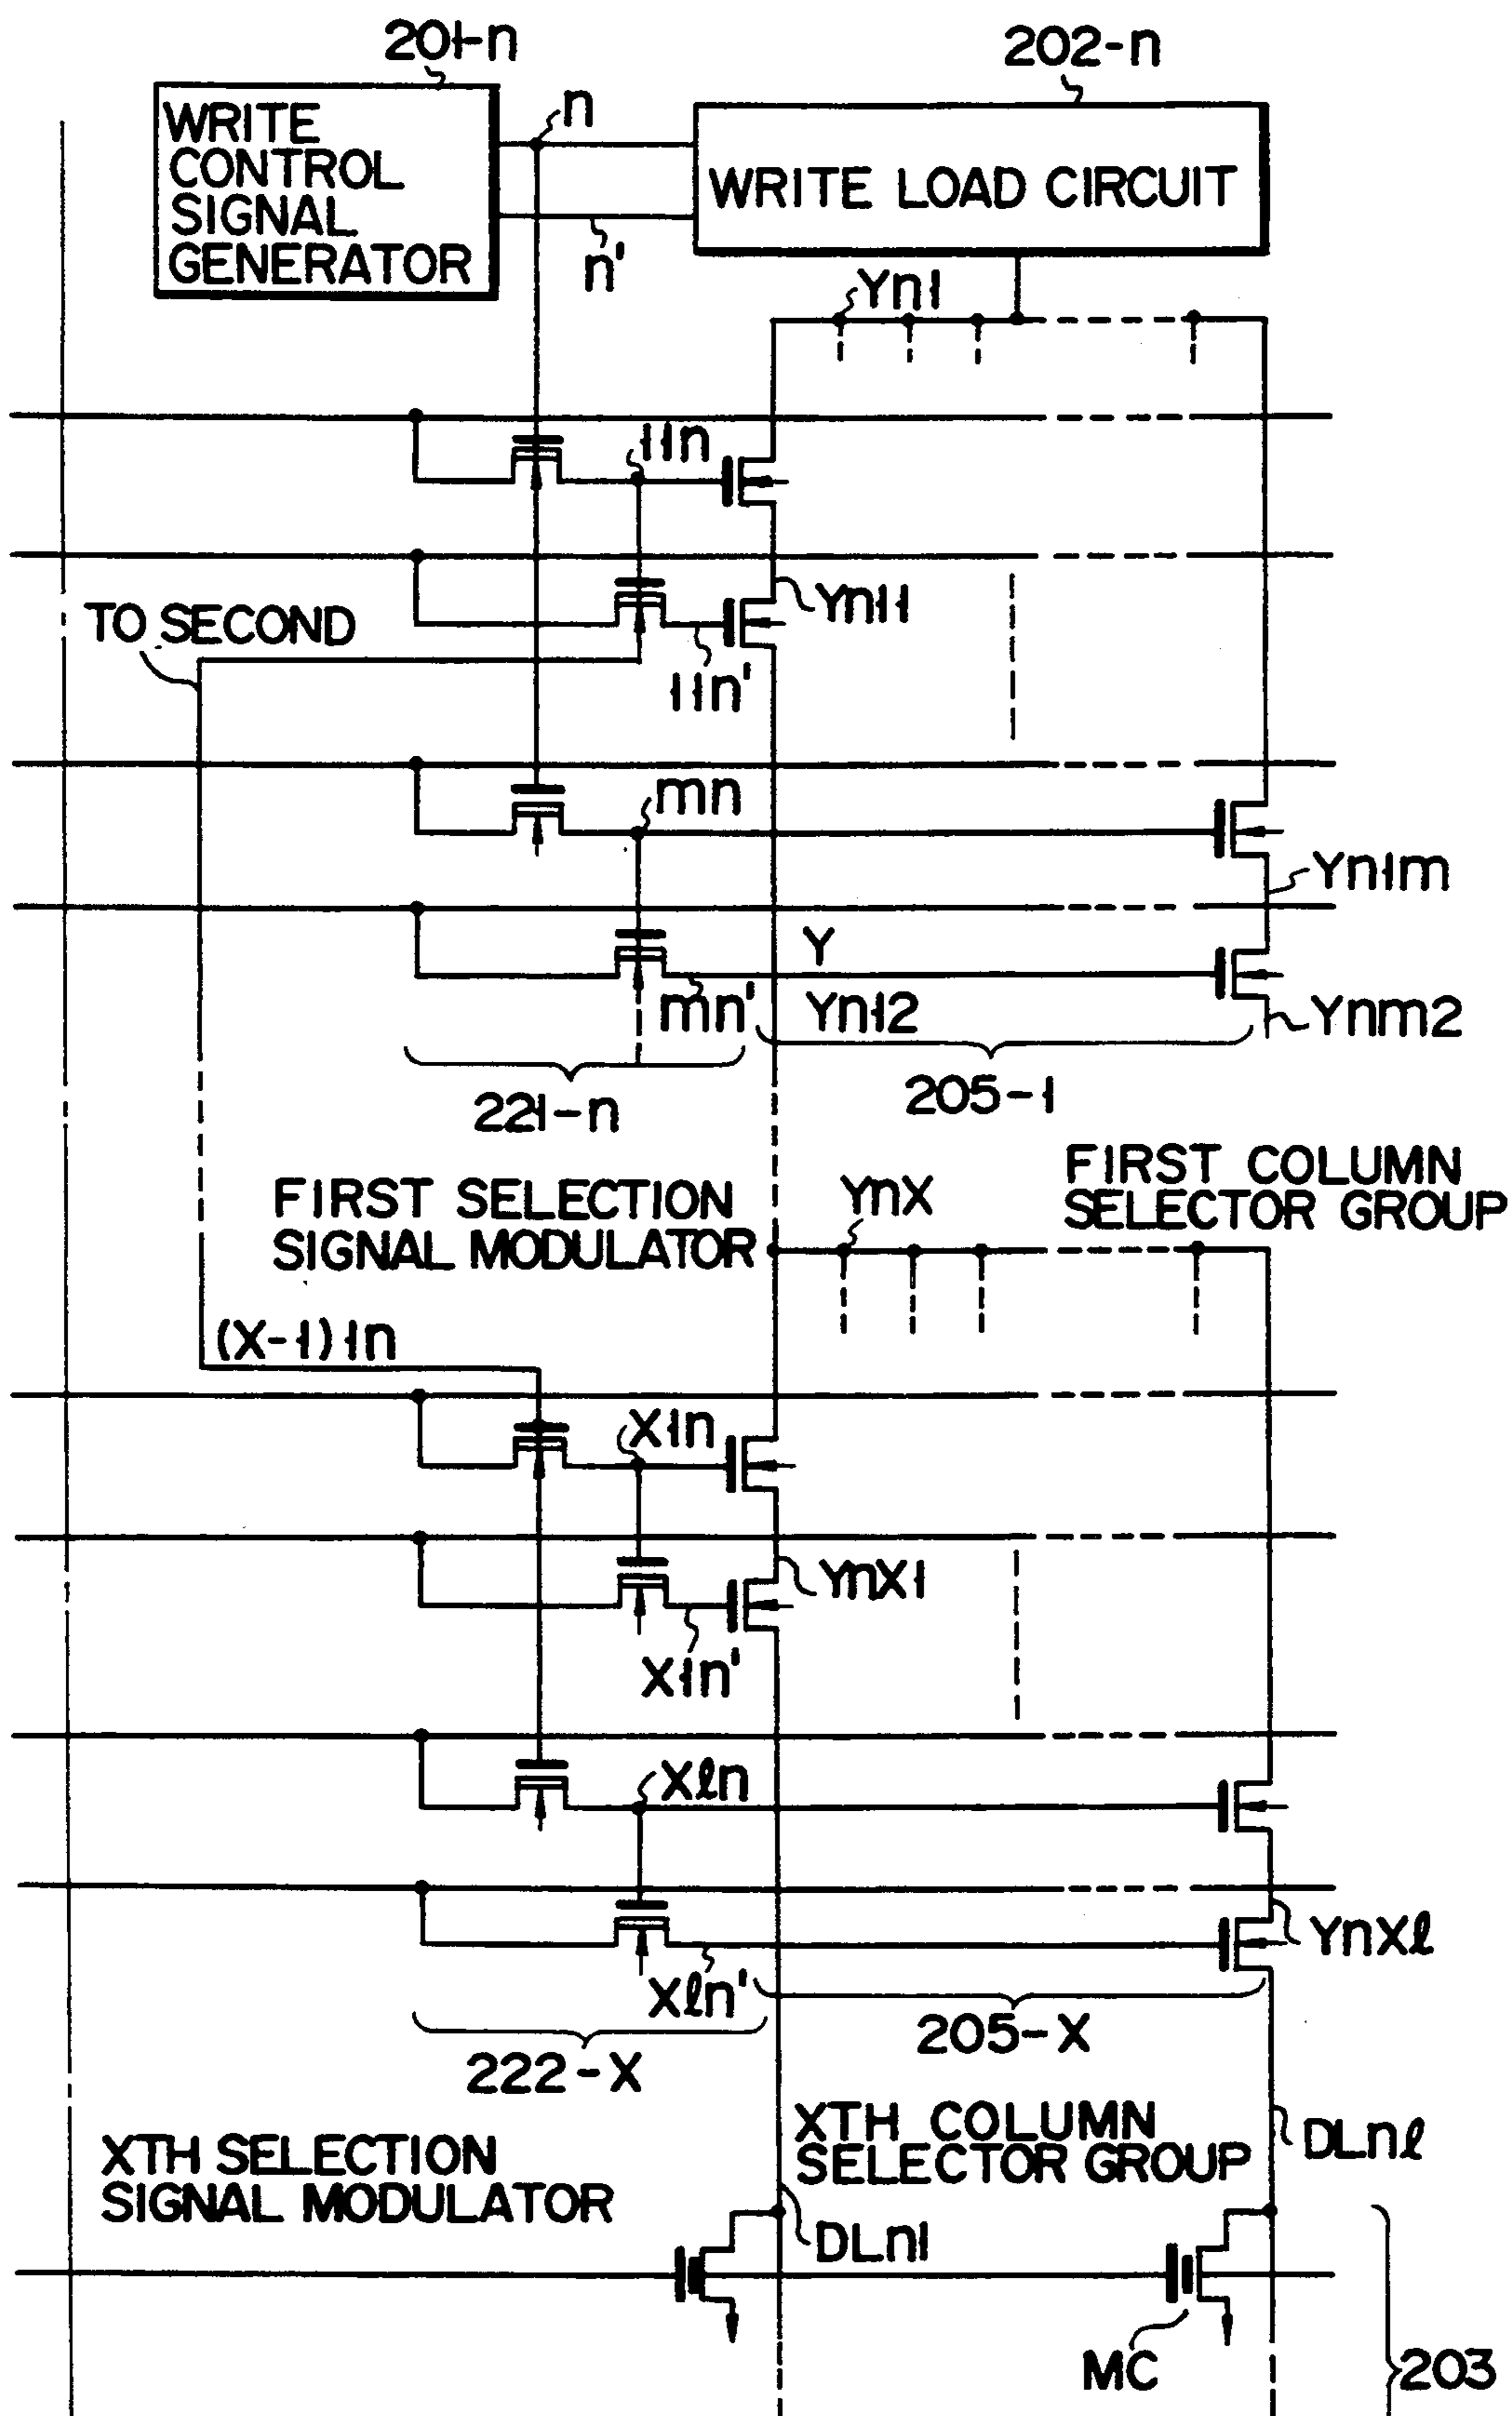 201-n
202-n
WRITE
CONTROL
SIGNAL
GENERATOR
n
n'
WRITE LOAD CIRCUIT
Yn1
11n
Yn11
TO SECOND
11n'
mn
Yn1m
Y
mn'
Yn12
Ynm2
221-n
205-1
FIRST SELECTION
SIGNAL MODULATOR
YnX
FIRST COLUMN
SELECTOR GROUP
(X-1)1n
X1n
YnX1
X1n'
Xℓn
YnXℓ
Xℓn'
205-X
222-X
XTH SELECTION
SIGNAL MODULATOR
XTH COLUMN
SELECTOR GROUP
DLnℓ
DLn1
MC
203